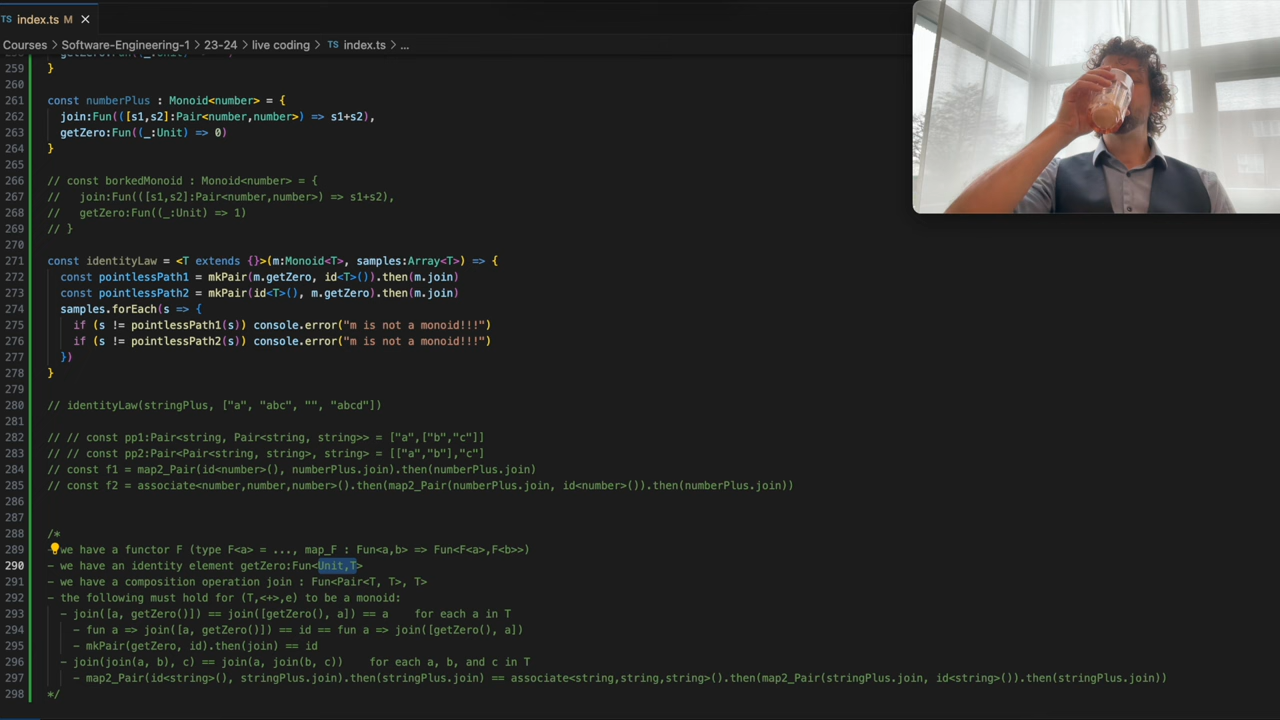 TS index.ts M ×
Courses > Software-Engineering-1 > 23-24 > live coding > TS index.ts > ...
259 }
260
261 const numberPlus : Monoid<number> = {
262 join:Fun(([s1,s2]:Pair<number,number>) => s1+s2),
263 getZero:Fun((_:Unit) => 0)
264 }
265
266 // const borkedMonoid : Monoid<number> = {
267 // join:Fun(([s1,s2]:Pair<number,number>) => s1+s2),
268 // getZero:Fun((_:Unit) => 1)
269 // }
270
271 const identityLaw = <T extends {}>(m:Monoid<T>, samples:Array<T>) => {
272 const pointlessPath1 = mkPair(m.getZero, id<T>()).then(m.join)
273 const pointlessPath2 = mkPair(id<T>(), m.getZero).then(m.join)
274 samples.forEach(s => {
275 if (s != pointlessPath1(s)) console.error("m is not a monoid!!!")
276 if (s != pointlessPath2(s)) console.error("m is not a monoid!!!")
277 })
278 }
279
280 // identityLaw(stringPlus, ["a", "abc", "", "abcd"])
281
282 // // const pp1:Pair<string, Pair<string, string>> = ["a",["b","c"]]
283 // // const pp2:Pair<Pair<string, string>, string> = [["a","b"],"c"]
284 // const f1 = map2_Pair(id<number>(), numberPlus.join).then(numberPlus.join)
285 // const f2 = associate<number,number,number>().then(map2_Pair(numberPlus.join, id<number>()).then(numberPlus.join))
286
287
288 /*
289 - we have a functor F (type F<a> = ..., map_F : Fun<a,b> => Fun<F<a>,F<b>>)
290 - we have an identity element getZero:Fun<Unit,T>
291 - we have a composition operation join : Fun<Pair<T, T>, T>
292 - the following must hold for (T,<+>,e) to be a monoid:
293 - join([a, getZero()]) == join([getZero(), a]) == a for each a in T
294 - fun a => join([a, getZero()]) == id == fun a => join([getZero(), a])
295 - mkPair(getZero, id).then(join) == id
296 - join(join(a, b), c) == join(a, join(b, c)) for each a, b, and c in T
297 - map2_Pair(id<string>(), stringPlus.join).then(stringPlus.join) == associate<string,string,string>().then(map2_Pair(stringPlus.join, id<string>()).then(stringPlus.join))
298 */